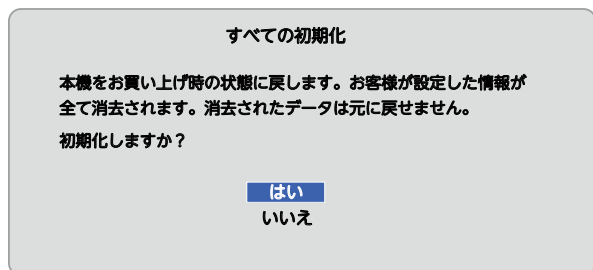 すべての初期化
本機をお買い上げ時の状態に戻します。お客様が設定した情報が
全て消去されます。消去されたデータは元に戻せません。
初期化しますか？
はい
いいえ